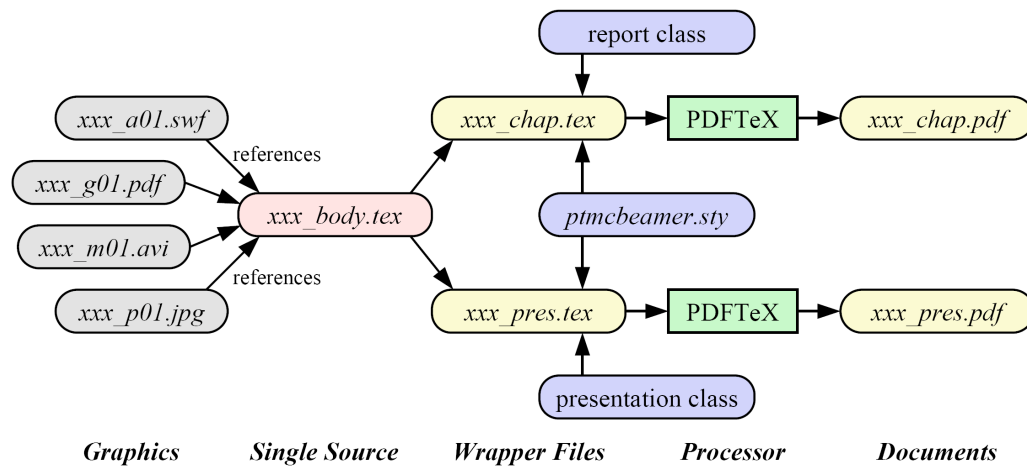 report class
xxx_a01.swf
xxx_chap.tex
PDFTeX
xxx_chap.pdf
references
xxx_g01.pdf
xxx_body.tex
ptmcbeamer.sty
xxx_m01.avi
references
xxx_p01.jpg
xxx_pres.tex
PDFTeX
xxx_pres.pdf
presentation class
Graphics
Single Source
Wrapper Files
Processor
Documents